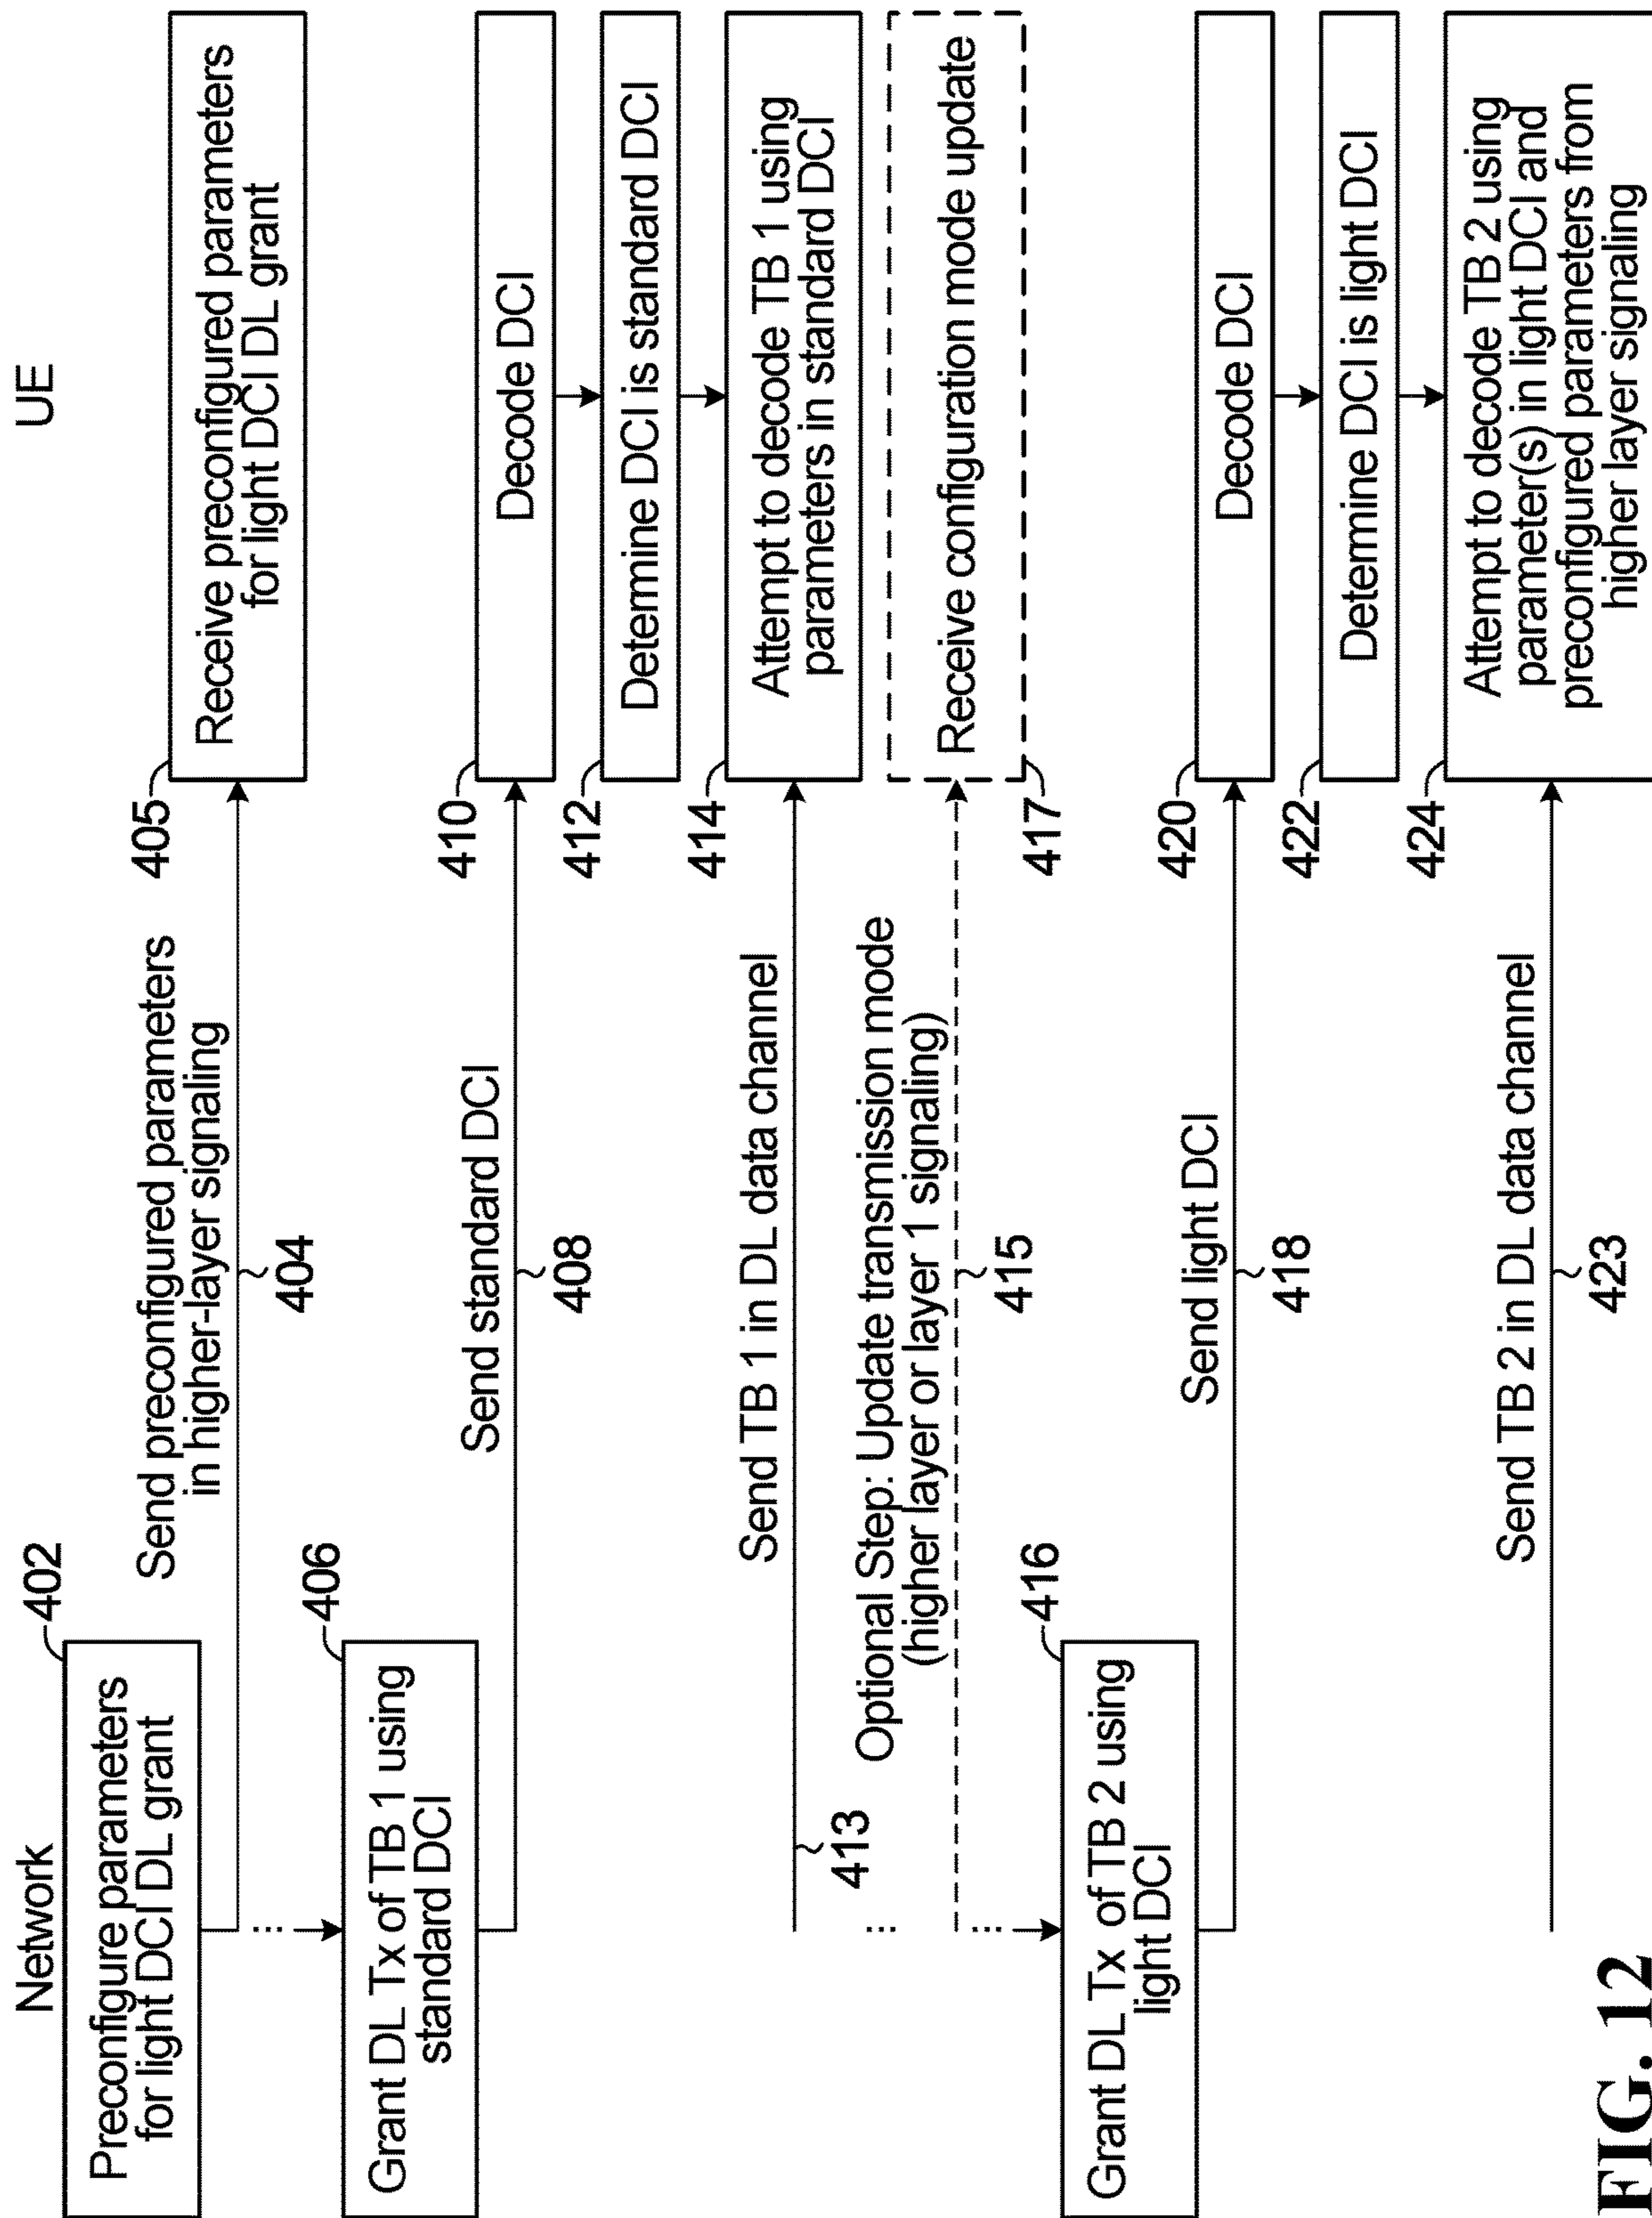 Network
UE
402
Preconfigure parameters
for light DCI DL grant
Send preconfigured parameters
in higher-layer signaling
404
405
Receive preconfigured parameters
for light DCI DL grant
406
Grant DL Tx of TB 1 using
standard DCI
Send standard DCI
408
410
Decode DCI
412
Determine DCI is standard DCI
414
Attempt to decode TB 1 using
parameters in standard DCI
Send TB 1 in DL data channel
413
Optional Step: Update transmission mode
(higher layer or layer 1 signaling)
415
Receive configuration mode update
417
416
Grant DL Tx of TB 2 using
light DCI
Send light DCI
418
420
Decode DCI
422
Determine DCI is light DCI
424
Attempt to decode TB 2 using
parameter(s) in light DCI and
preconfigured parameters from
higher layer signaling
Send TB 2 in DL data channel
423
FIG. 12